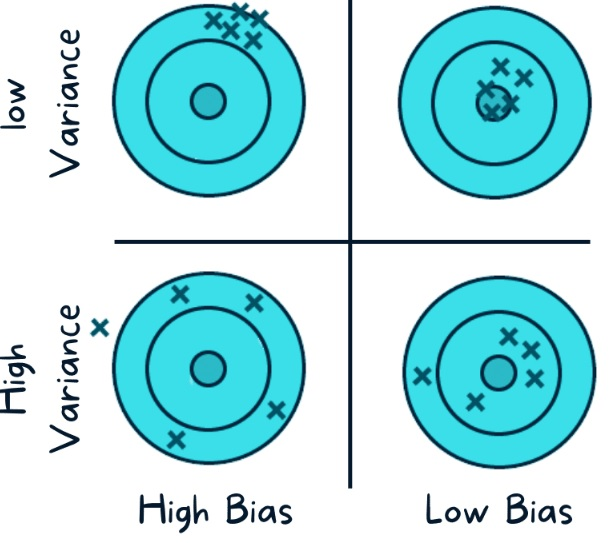 low
Variance
High
Variance
High Bias
Low Bias